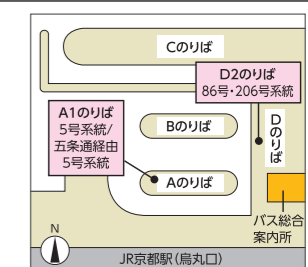 Cのりば
D2のりば
86号・206号系統
A1のりば
5号系統/
五条通経由
5号系統
Bのりば
Dのりば
Aのりば
バス総合
案内所
N
JR京都駅(烏丸口)